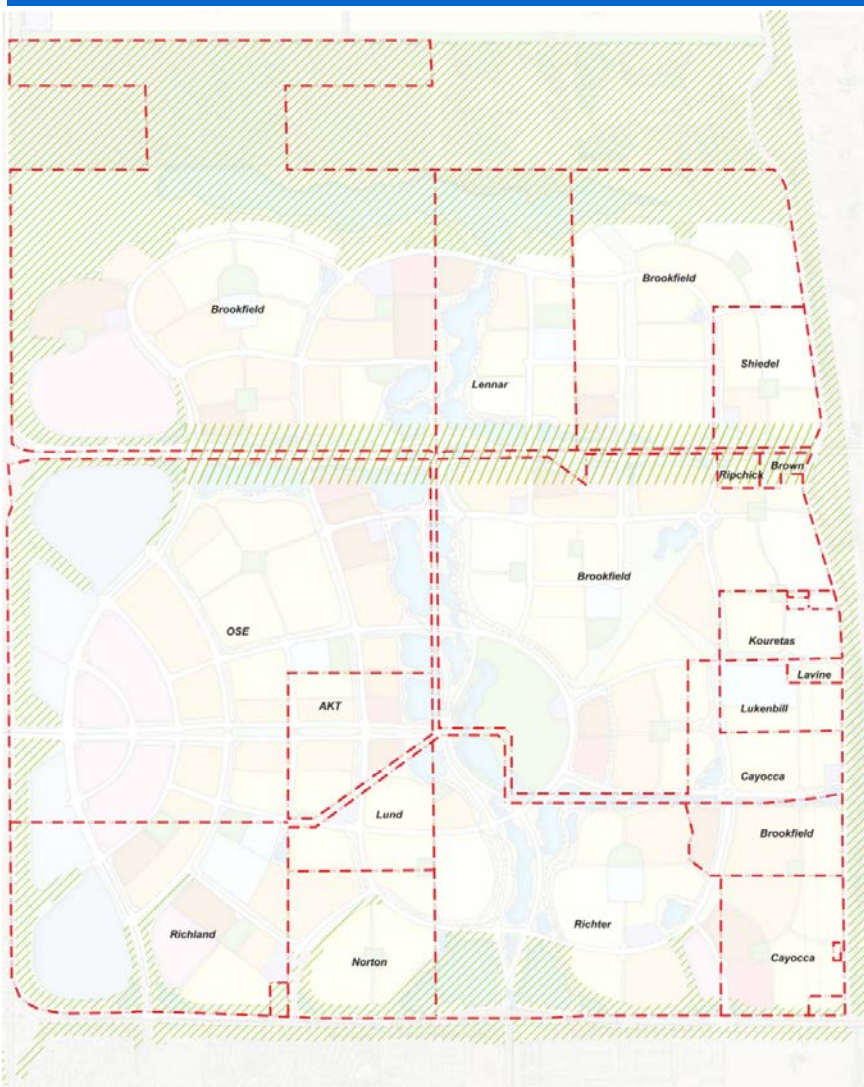 Brookfield
Brookfield
Shiedel
Lennar
Brown
Ripchick
Brookfield
OSE
Kouretas
Lavine
AKT
Lukenbill
Cayocca
Lund
Brookfield
Richter
Richland
Norton
Cayocca